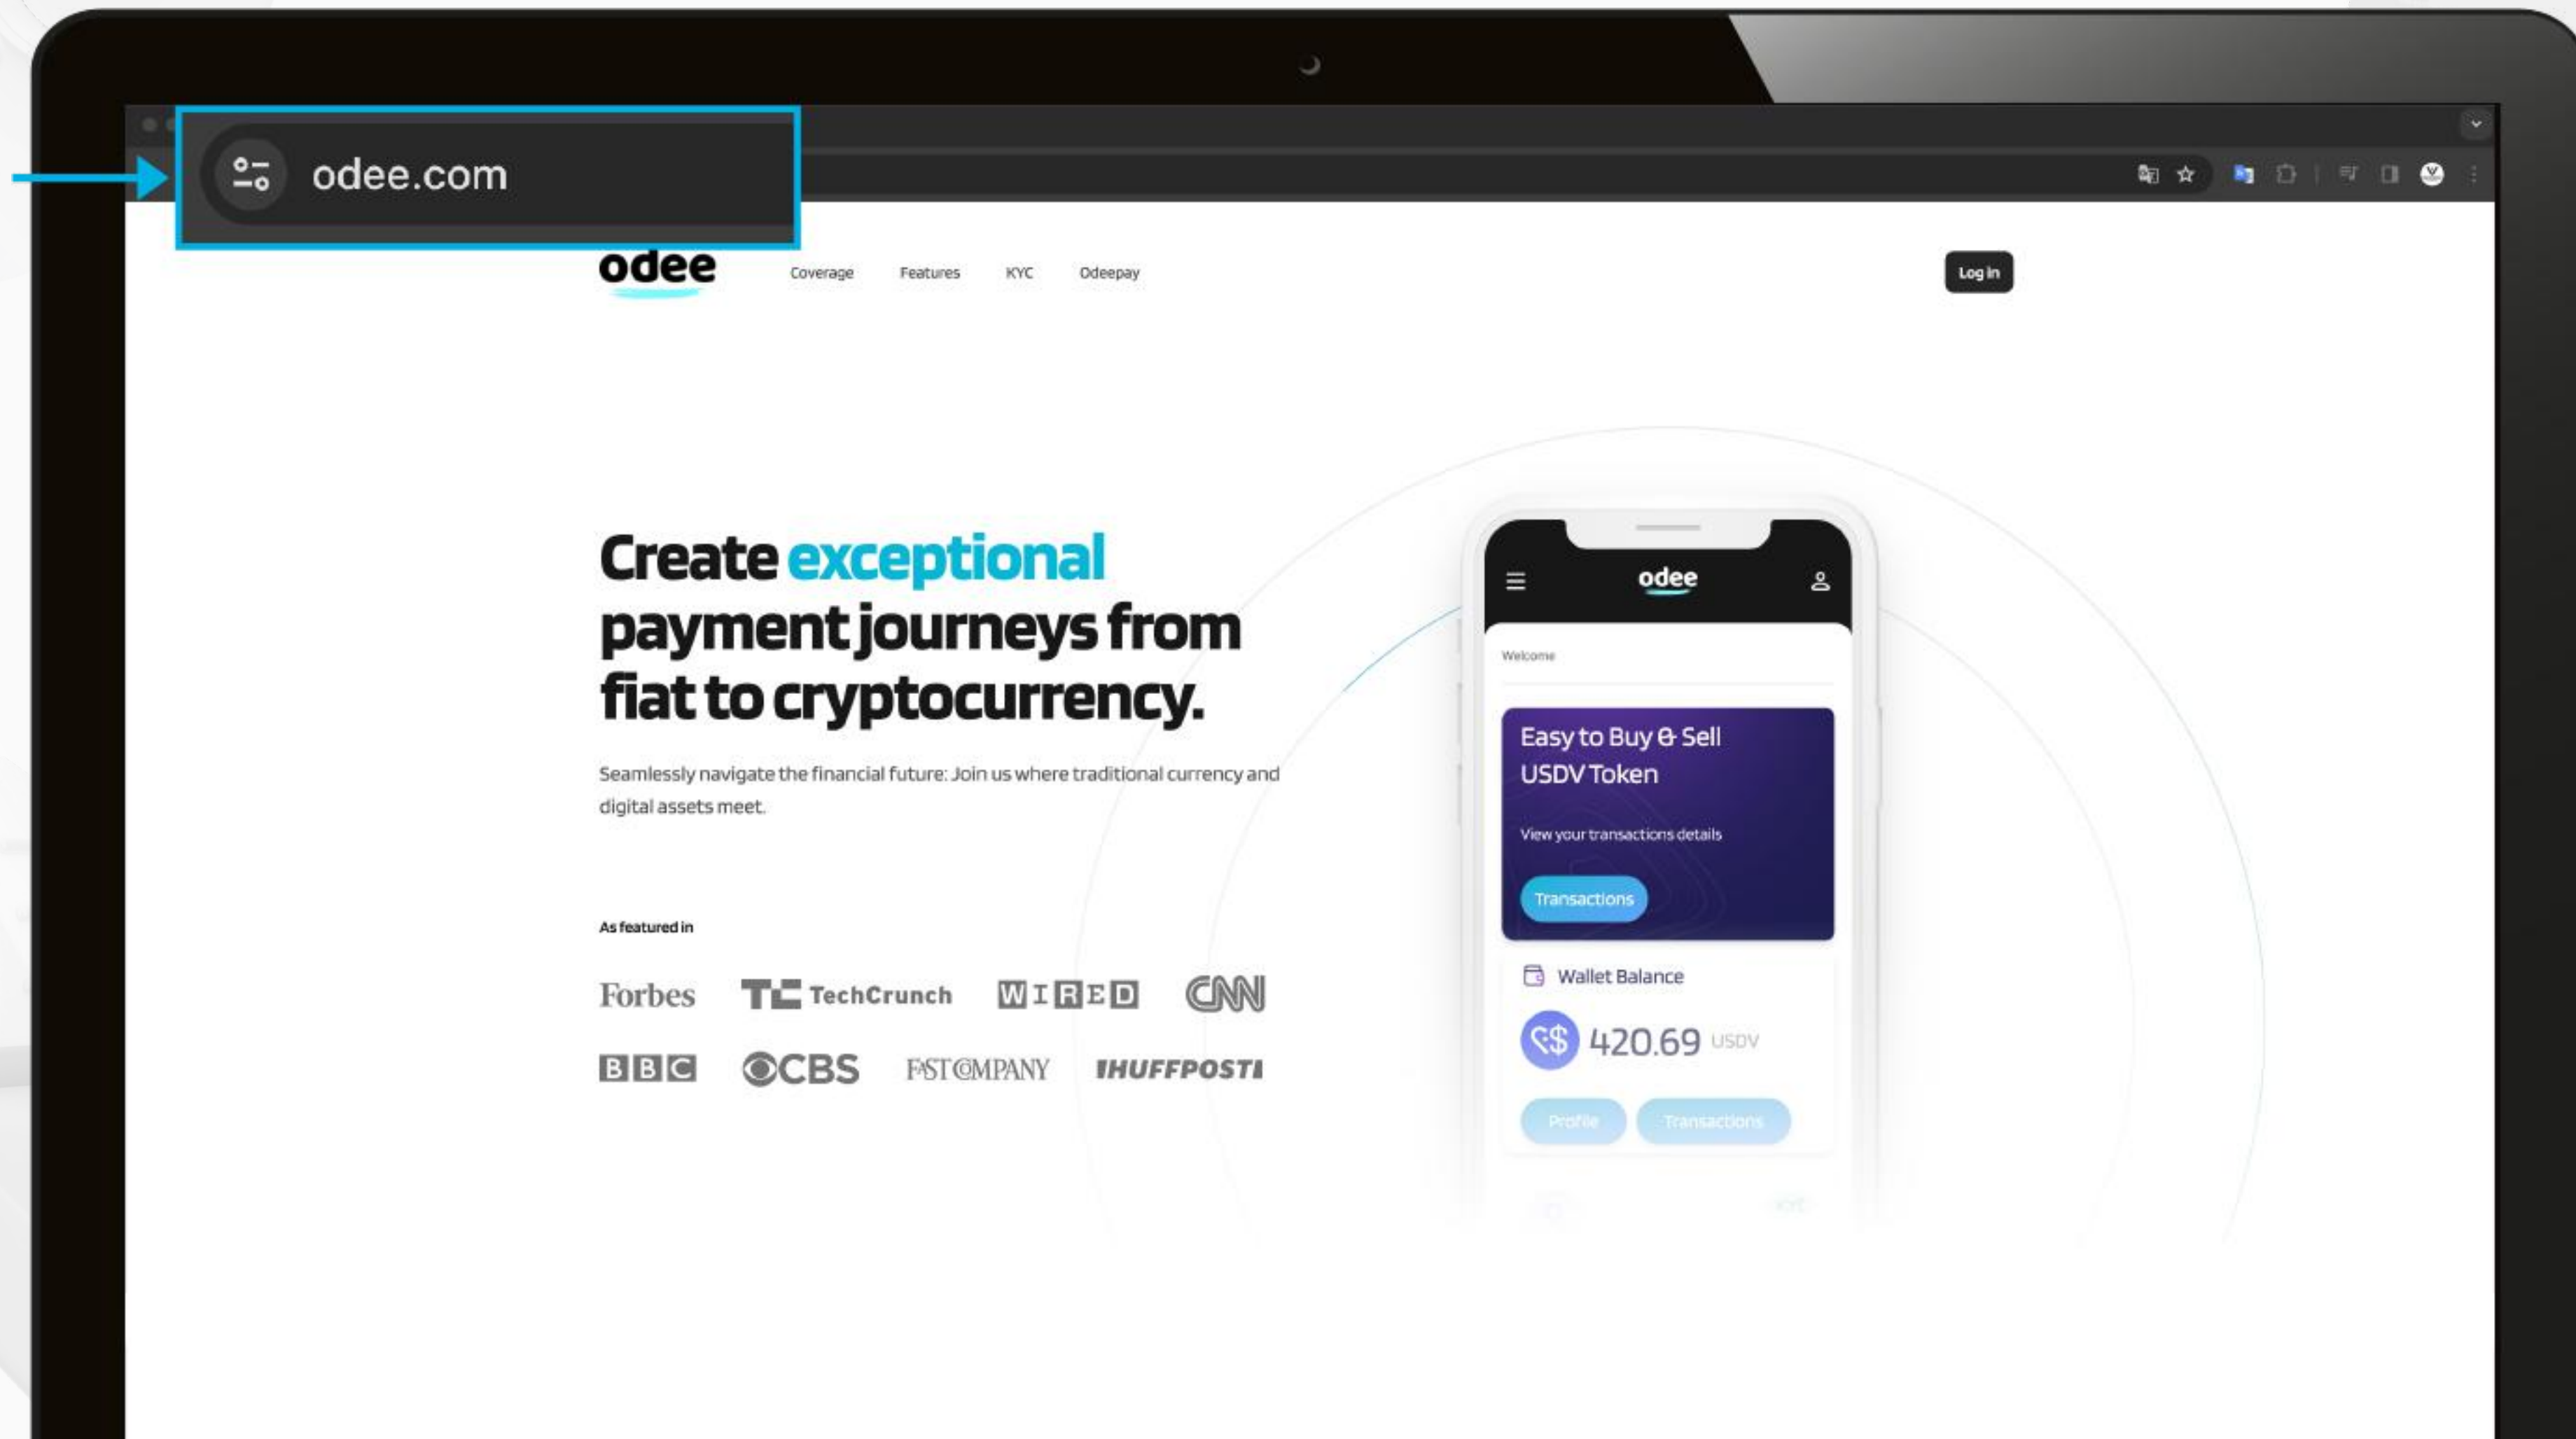 odee.com
odee
Coverage
Features
KYC
Odeepay
Log in
Create exceptional
payment journeys from
fiat to cryptocurrency.
Seamlessly navigate the financial future: Join us where traditional currency and
digital assets meet.
As featured in
Forbes
TC TechCrunch
WIRED
CNN
BBC
CBS
FAST COMPANY
HUFFPOST
odee
Welcome
Easy to Buy & Sell
USDV Token
View your transactions details
Transactions
Wallet Balance
420.69 USDV
Profile
Transactions
KYC